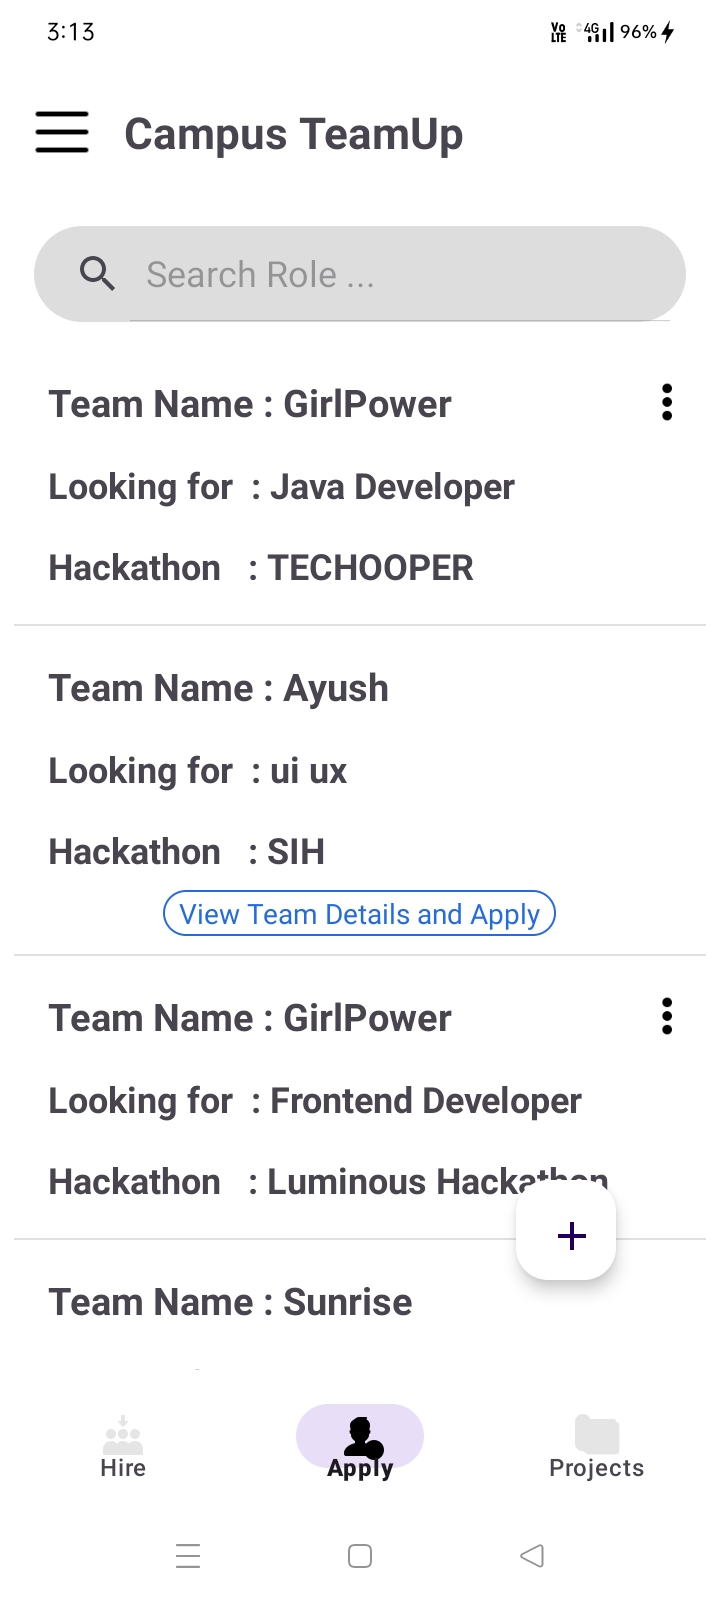 3:13 Vo LTE 4G 96%
Campus TeamUp
Search Role ...
Team Name : GirlPower
Looking for : Java Developer
Hackathon : TECHOOPER
Team Name : Ayush
Looking for : ui ux
Hackathon : SIH
View Team Details and Apply
Team Name : GirlPower
Looking for : Frontend Developer
Hackathon : Luminous Hackathon
Team Name : Sunrise
Hire Apply Projects